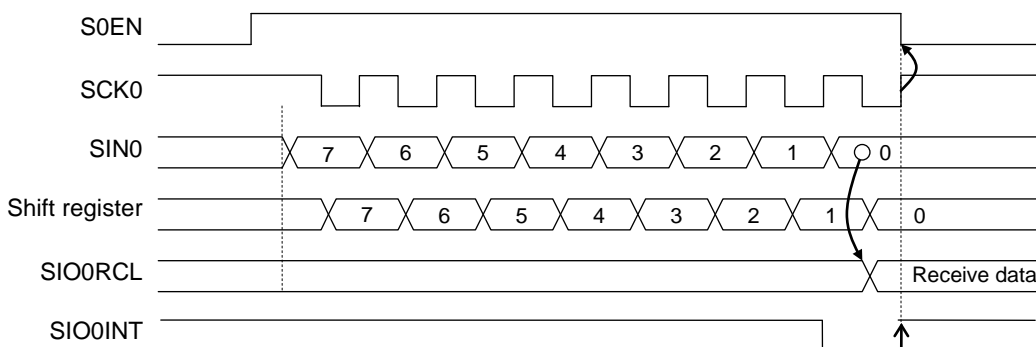 S0EN
SCK0
SIN0 7 6 5 4 3 2 1 0
Shift register 7 6 5 4 3 2 1 0
SIO0RCL Receive data
SIO0INT